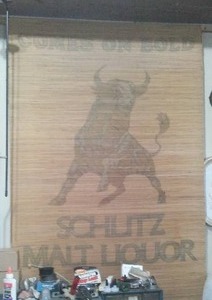 COMES ON BOLD
SCHLITZ
MALT LIQUOR